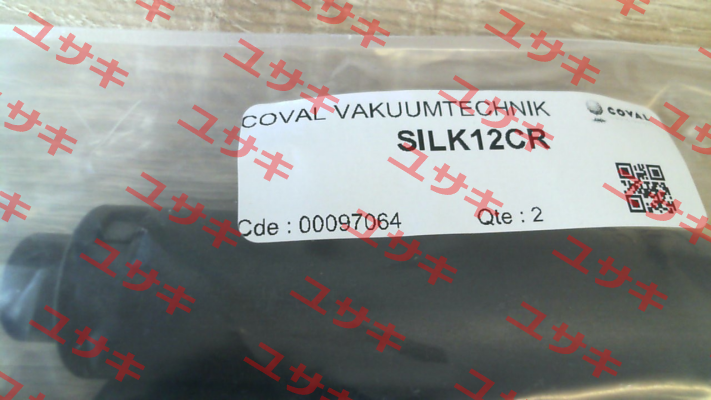 COVAL VAKUUMTECHNIK
COVAL
SILK12CR
Cde : 00097064
Qte : 2
ユサキ